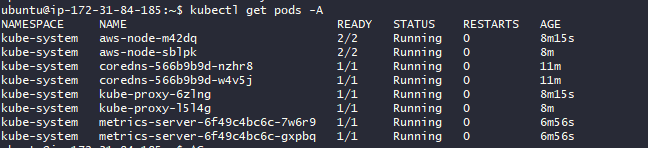 ubuntu@ip-172-31-84-185:~$ kubectl get pods -A
NAMESPACE NAME READY STATUS RESTARTS AGE
kube-system aws-node-m42dq 2/2 Running 0 8m15s
kube-system aws-node-sblpk 2/2 Running 0 8m
kube-system coredns-566b9b9d-nzhr8 1/1 Running 0 11m
kube-system coredns-566b9b9d-w4v5j 1/1 Running 0 11m
kube-system kube-proxy-6zlng 1/1 Running 0 8m15s
kube-system kube-proxy-l5l4g 1/1 Running 0 8m
kube-system metrics-server-6f49c4bc6c-7w6r9 1/1 Running 0 6m56s
kube-system metrics-server-6f49c4bc6c-gxpbq 1/1 Running 0 6m56s